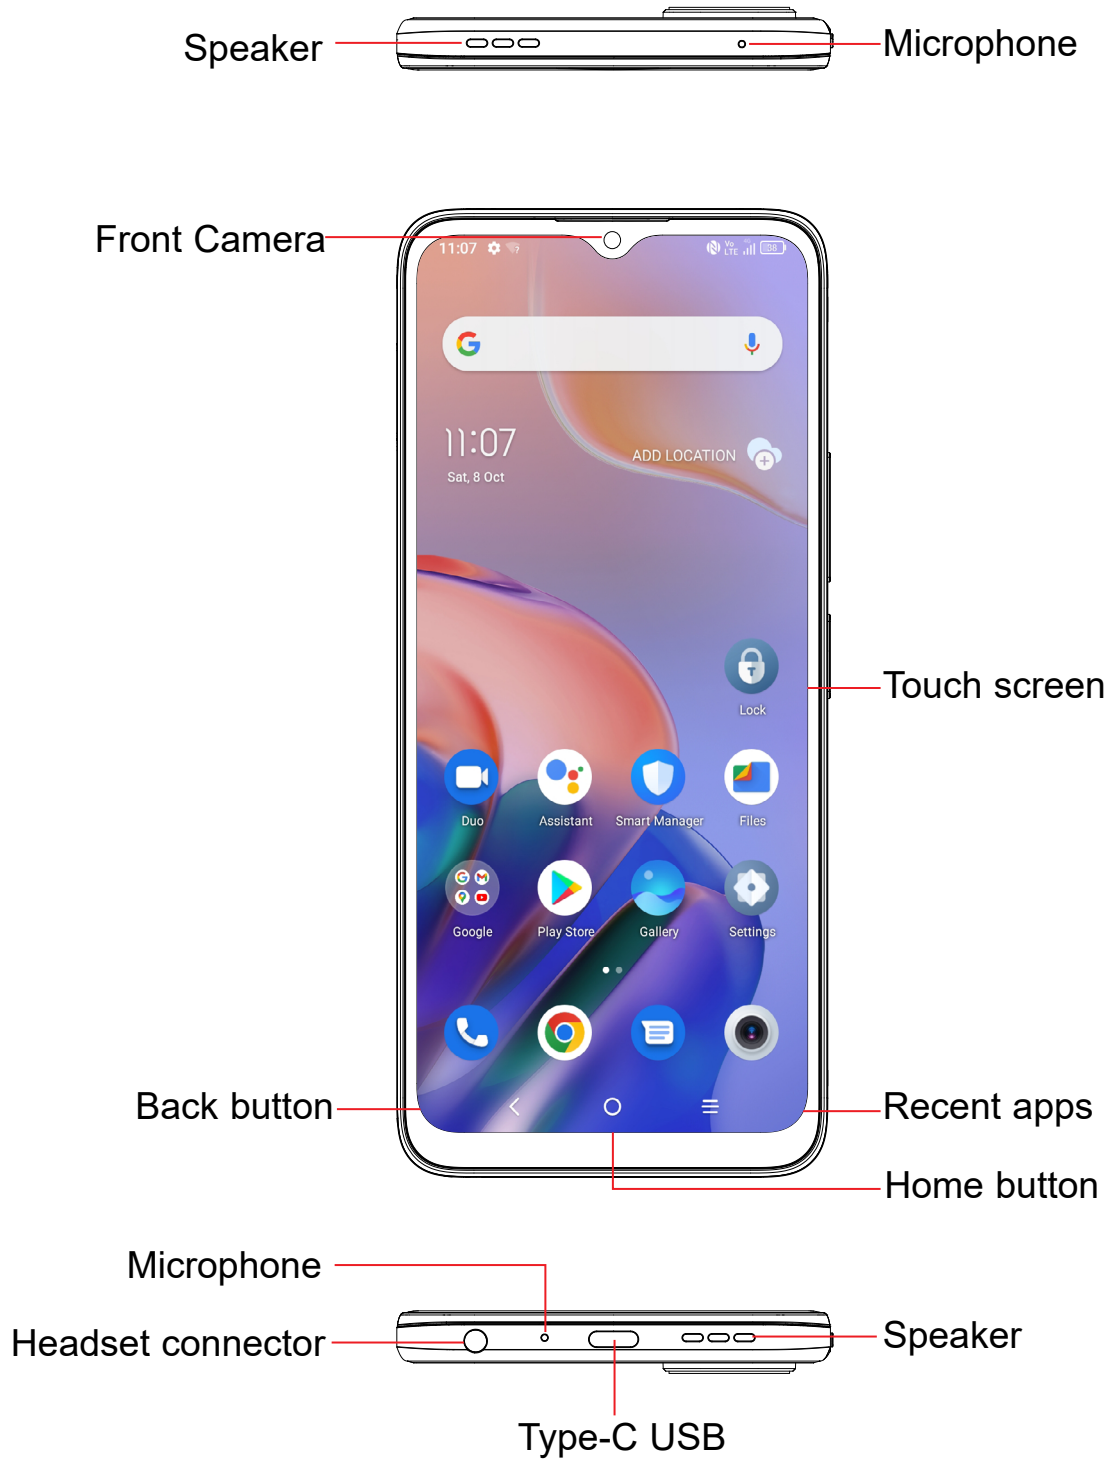 Speaker
Microphone
Front Camera
11:07
Vo
LTE
11:07
Sat, 8 Oct
ADD LOCATION
Touch screen
Lock
Duo
Assistant
Smart Manager
Files
Google
Play Store
Gallery
Settings
Back button
Recent apps
Home button
Microphone
Headset connector
Speaker
Type-C USB